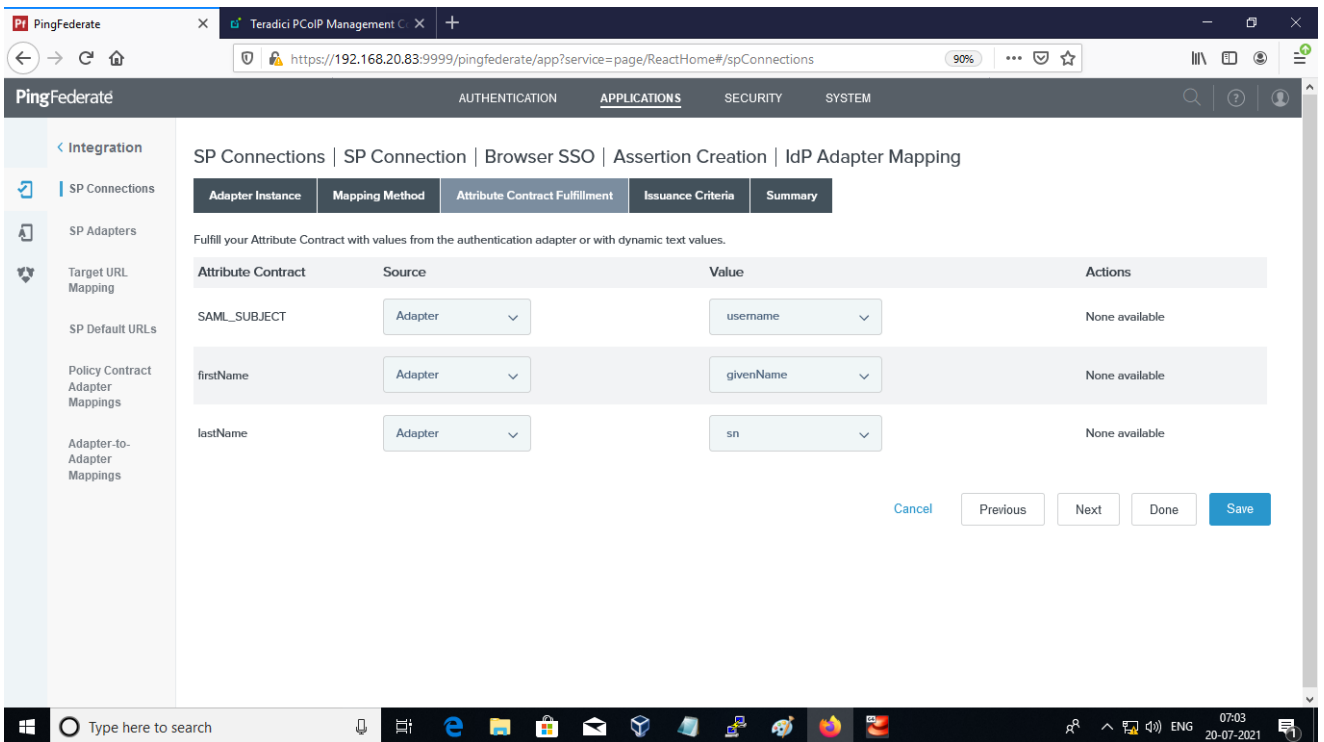 Pf PingFederate
Teradici PCoIP Management C
https://192.168.20.83:9999/pingfederate/app?service=page/ReactHome#/spConnections
90%
PingFederate
AUTHENTICATION APPLICATIONS SECURITY SYSTEM
< Integration
SP Connections
SP Adapters
Target URL
Mapping
SP Default URLs
Policy Contract
Adapter
Mappings
Adapter-to-
Adapter
Mappings
SP Connections | SP Connection | Browser SSO | Assertion Creation | IdP Adapter Mapping
Adapter Instance Mapping Method Attribute Contract Fulfillment Issuance Criteria Summary
Fulfill your Attribute Contract with values from the authentication adapter or with dynamic text values.
Attribute Contract Source Value Actions
SAML_SUBJECT Adapter username None available
firstName Adapter givenName None available
lastName Adapter sn None available
Cancel Previous Next Done Save
Type here to search
ENG
07:03
20-07-2021
1